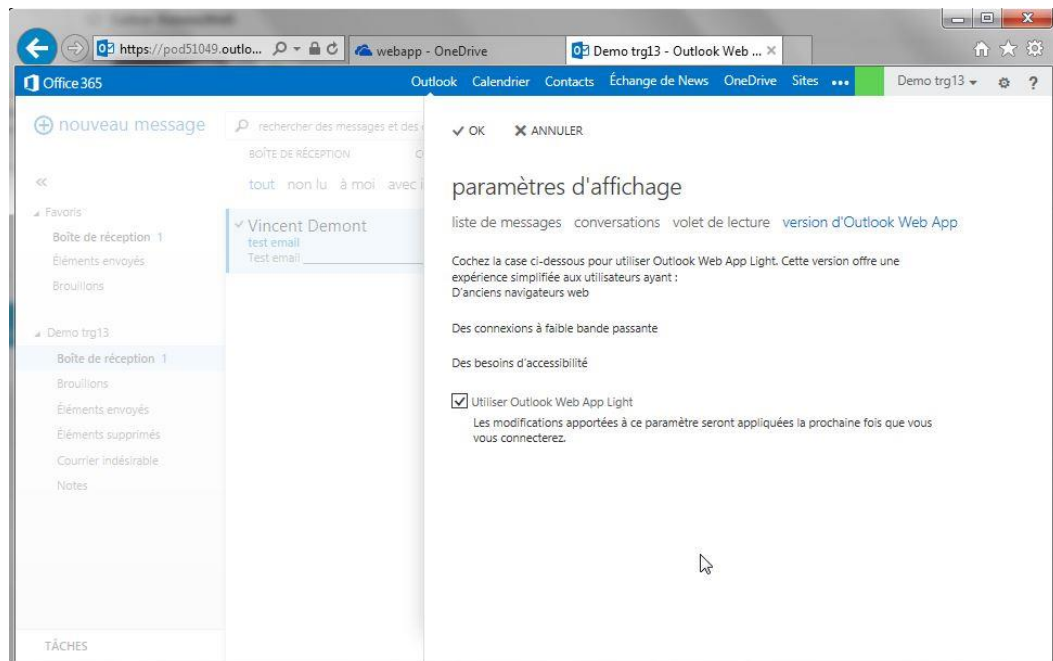 https://pod51049.outlo...
webapp - OneDrive
Demo trg13 - Outlook Web ...
Office 365
Outlook Calendrier Contacts Échange de News OneDrive Sites ••• Demo trg13 ?
nouveau message
rechercher des messages et des
BOÎTE DE RÉCEPTION
tout non lu à moi avec
Favoris
Boîte de réception 1
Éléments envoyés
Brouillons
Demo trg13
Boîte de réception 1
Brouillons
Éléments envoyés
Éléments supprimés
Courrier indésirable
Notes
TÂCHES
Vincent Demont
test email
Test email
OK ANNULER
paramètres d'affichage
liste de messages conversations volet de lecture version d'Outlook Web App
Cochez la case ci-dessous pour utiliser Outlook Web App Light. Cette version offre une
expérience simplifiée aux utilisateurs ayant :
D'anciens navigateurs web
Des connexions à faible bande passante
Des besoins d'accessibilité
Utiliser Outlook Web App Light
Les modifications apportées à ce paramètre seront appliquées la prochaine fois que vous
vous connecterez.